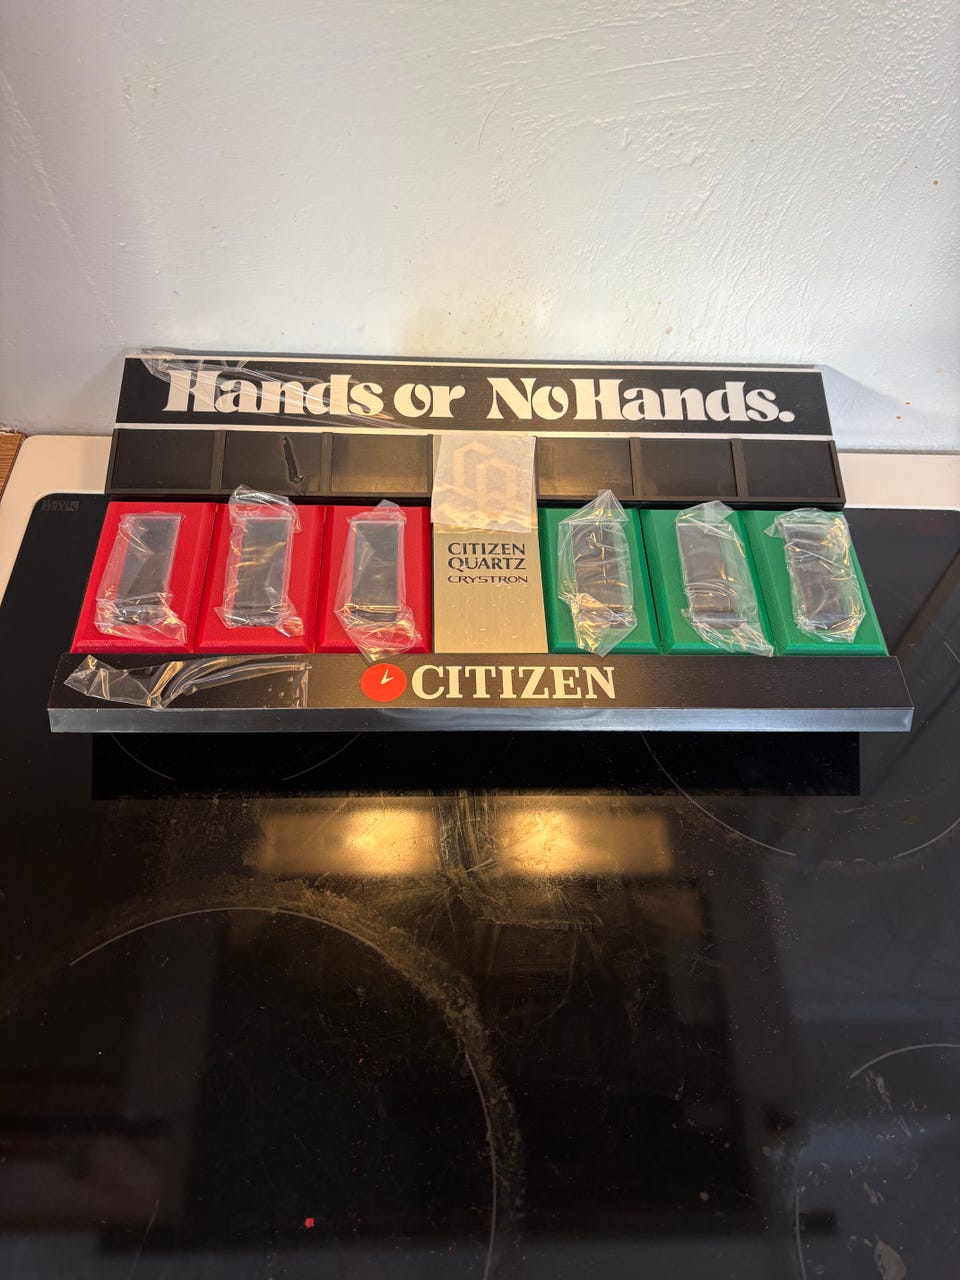 Hands or No Hands.
CITIZEN
QUARTZ
CRYSTRON
CITIZEN